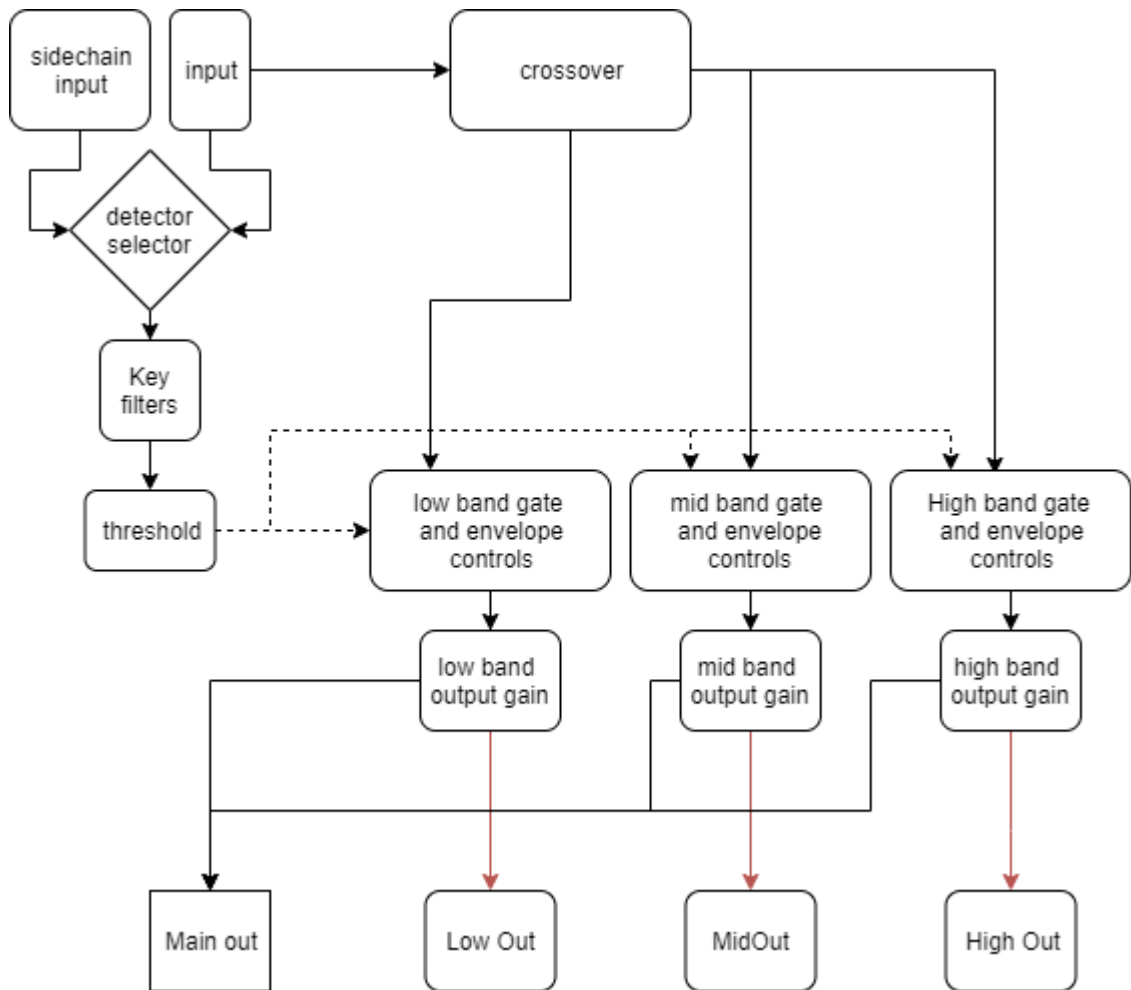 sidechain
input
input
crossover
detector
selector
Key
filters
threshold
low band gate
and envelope
controls
mid band gate
and envelope
controls
High band gate
and envelope
controls
low band
output gain
mid band
output gain
high band
output gain
Main out
Low Out
MidOut
High Out